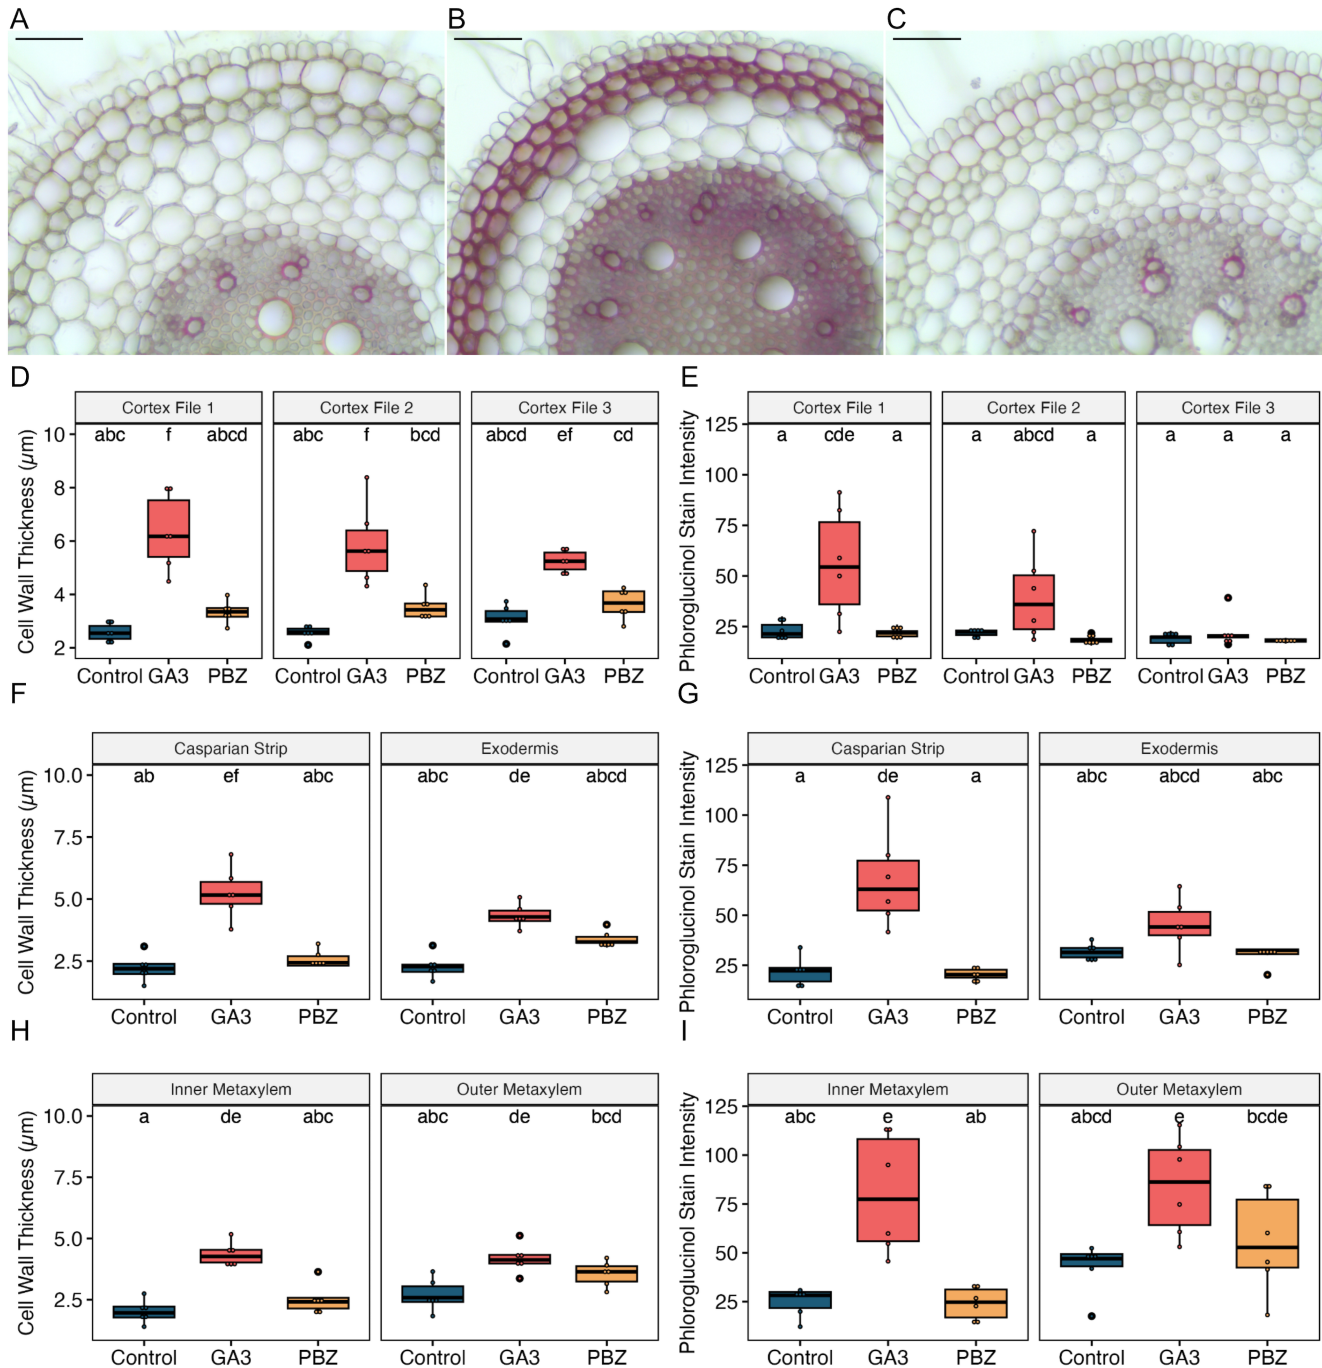 A
B
C
D
Cortex File 1
Cortex File 2
Cortex File 3
abc f abcd
abc f bcd
abcd ef cd
Cell Wall Thickness (µm)
10
8
6
4
2
Control GA3 PBZ
Control GA3 PBZ
Control GA3 PBZ
E
Cortex File 1
Cortex File 2
Cortex File 3
a cde a
a abcd a
a a a
Phloroglucinol Stain Intensity
125
100
75
50
25
Control GA3 PBZ
Control GA3 PBZ
Control GA3 PBZ
F
Casparian Strip
Exodermis
ab ef abc
abc de abcd
Cell Wall Thickness (µm)
10.0
7.5
5.0
2.5
Control GA3 PBZ
Control GA3 PBZ
G
Casparian Strip
Exodermis
a de a
abc abcd abc
Phloroglucinol Stain Intensity
125
100
75
50
25
Control GA3 PBZ
Control GA3 PBZ
H
Inner Metaxylem
Outer Metaxylem
a de abc
abc de bcd
Cell Wall Thickness (µm)
10.0
7.5
5.0
2.5
Control GA3 PBZ
Control GA3 PBZ
I
Inner Metaxylem
Outer Metaxylem
abc e ab
abcd e bcde
Phloroglucinol Stain Intensity
125
100
75
50
25
Control GA3 PBZ
Control GA3 PBZ